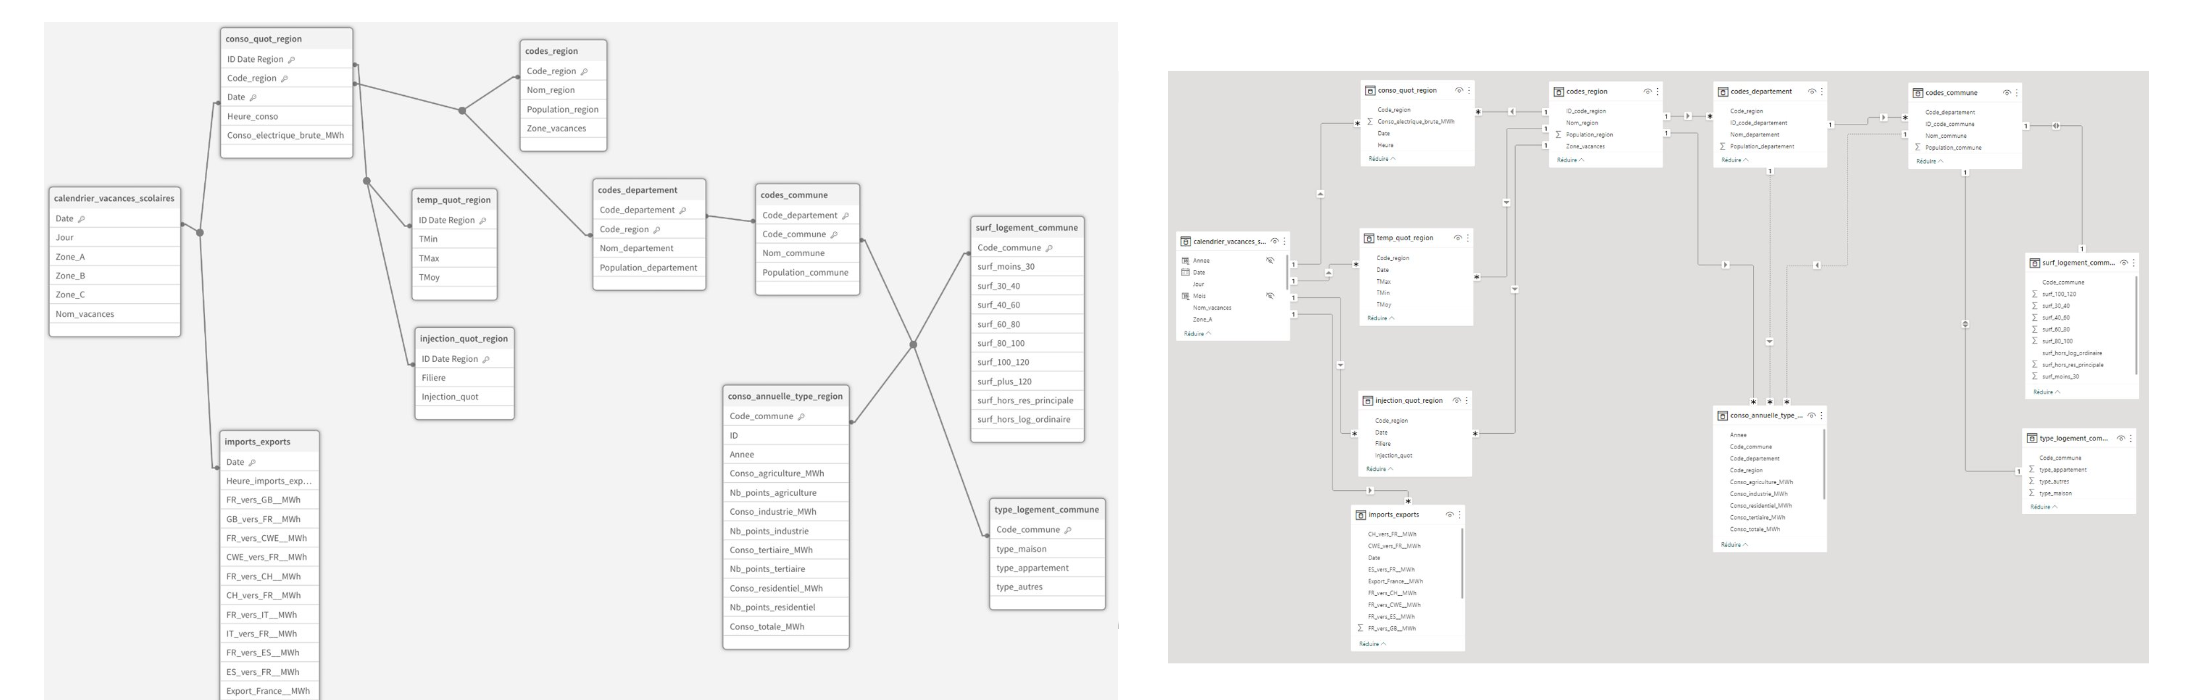 conso_quot_region
ID Date Region
Code_region
Date
Heure_conso
Conso_electrique_brute_MWh
codes_region
Code_region
Nom_region
Population_region
Zone_vacances
calendrier_vacances_scolaires
Date
Jour
Zone_A
Zone_B
Zone_C
Nom_vacances
temp_quot_region
ID Date Region
TMin
TMax
TMoy
codes_departement
Code_departement
Code_region
Nom_departement
Population_departement
codes_commune
Code_departement
Code_commune
Nom_commune
Population_commune
surf_logement_commune
Code_commune
surf_moins_30
surf_30_40
surf_40_60
surf_60_80
surf_80_100
surf_100_120
surf_plus_120
surf_hors_res_principale
surf_hors_log_ordinaire
injection_quot_region
ID Date Region
Filiere
Injection_quot
conso_annuelle_type_region
Code_commune
ID
Annee
Conso_agriculture_MWh
Nb_points_agriculture
Conso_industrie_MWh
Nb_points_industrie
Conso_tertiaire_MWh
Nb_points_tertiaire
Conso_residentiel_MWh
Nb_points_residentiel
Conso_totale_MWh
imports_exports
Date
Heure_imports_exp...
FR_vers_GB__MWh
GB_vers_FR__MWh
FR_vers_CWE__MWh
CWE_vers_FR__MWh
FR_vers_CH__MWh
CH_vers_FR__MWh
FR_vers_IT__MWh
IT_vers_FR__MWh
FR_vers_ES__MWh
ES_vers_FR__MWh
Export_France__MWh
type_logement_commune
Code_commune
type_maison
type_appartement
type_autres
conso_quot_region
Code_region
Σ Conso_electrique_brute_MWh
Date
Heure
Réduire
codes_region
ID_code_region
Nom_region
Σ Population_region
Zone_vacances
Réduire
codes_departement
Code_region
ID_code_departement
Nom_departement
Σ Population_departement
Réduire
codes_commune
Code_departement
ID_code_commune
Nom_commune
Σ Population_commune
Réduire
calendrier_vacances_s...
Annee
Date
Jour
Mois
Nom_vacances
Zone_A
Réduire
temp_quot_region
Code_region
Date
TMax
TMin
TMoy
Réduire
surf_logement_comm...
Code_commune
Σ surf_100_120
Σ surf_30_40
Σ surf_40_60
Σ surf_60_80
Σ surf_80_100
surf_hors_log_ordinaire
Σ surf_hors_res_principale
Σ surf_moins_30
Réduire
injection_quot_region
Code_region
Date
Filiere
Injection_quot
Réduire
conso_annuelle_type_...
Annee
Code_commune
Code_departement
Code_region
Conso_agriculture_MWh
Conso_industrie_MWh
Conso_residentiel_MWh
Conso_tertiaire_MWh
Conso_totale_MWh
Réduire
type_logement_com...
Code_commune
Σ type_appartement
Σ type_autres
Σ type_maison
Réduire
imports_exports
CH_vers_FR__MWh
CWE_vers_FR__MWh
Date
ES_vers_FR__MWh
Export_France__MWh
FR_vers_CH__MWh
FR_vers_CWE__MWh
FR_vers_ES__MWh
Σ FR_vers_GB__MWh
Réduire